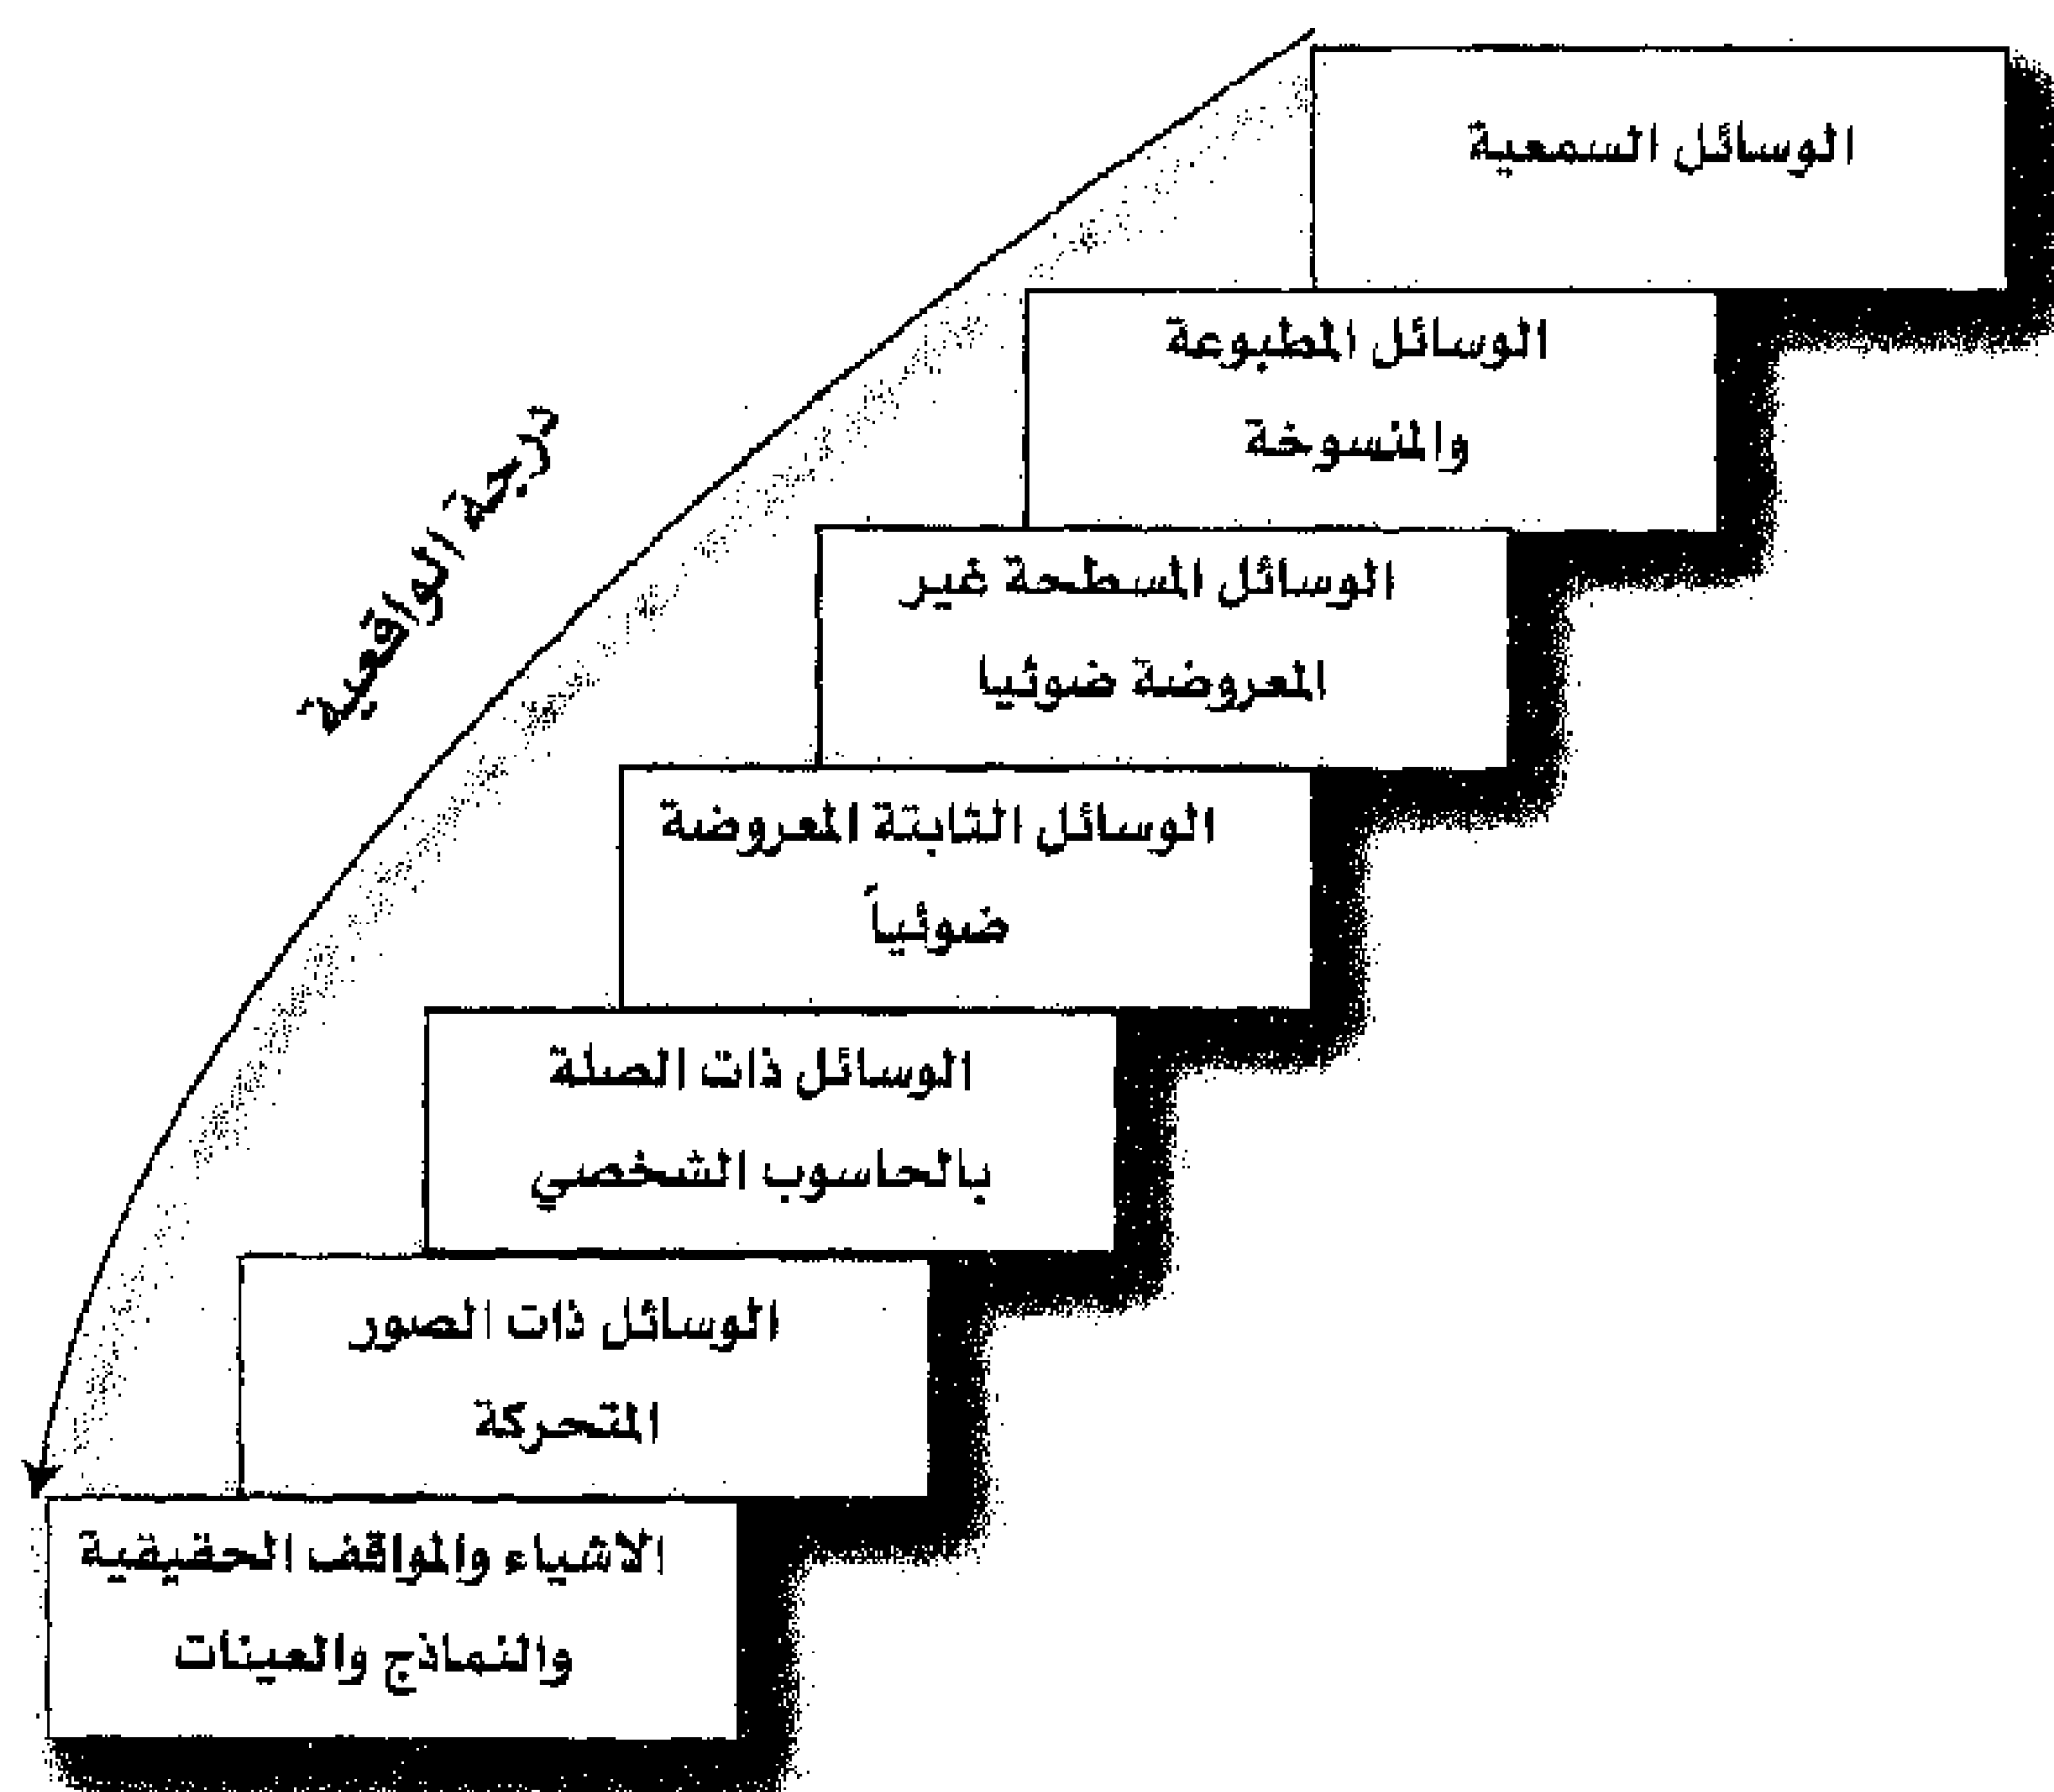 الوسائل السمعية
الوسائل المطبوعة
والمنسوخة
درجة الواقعية
الوسائل المسطحة غير
المعروضة ضوئيا
الوسائل الثابتة المعروضة
ضوئياً
الوسائل ذات الصلة
بالحاسوب الشخصي
الوسائل ذات الصور
المتحركة
الاشياء والمواقف الحقيقية
والنماذج والعينات